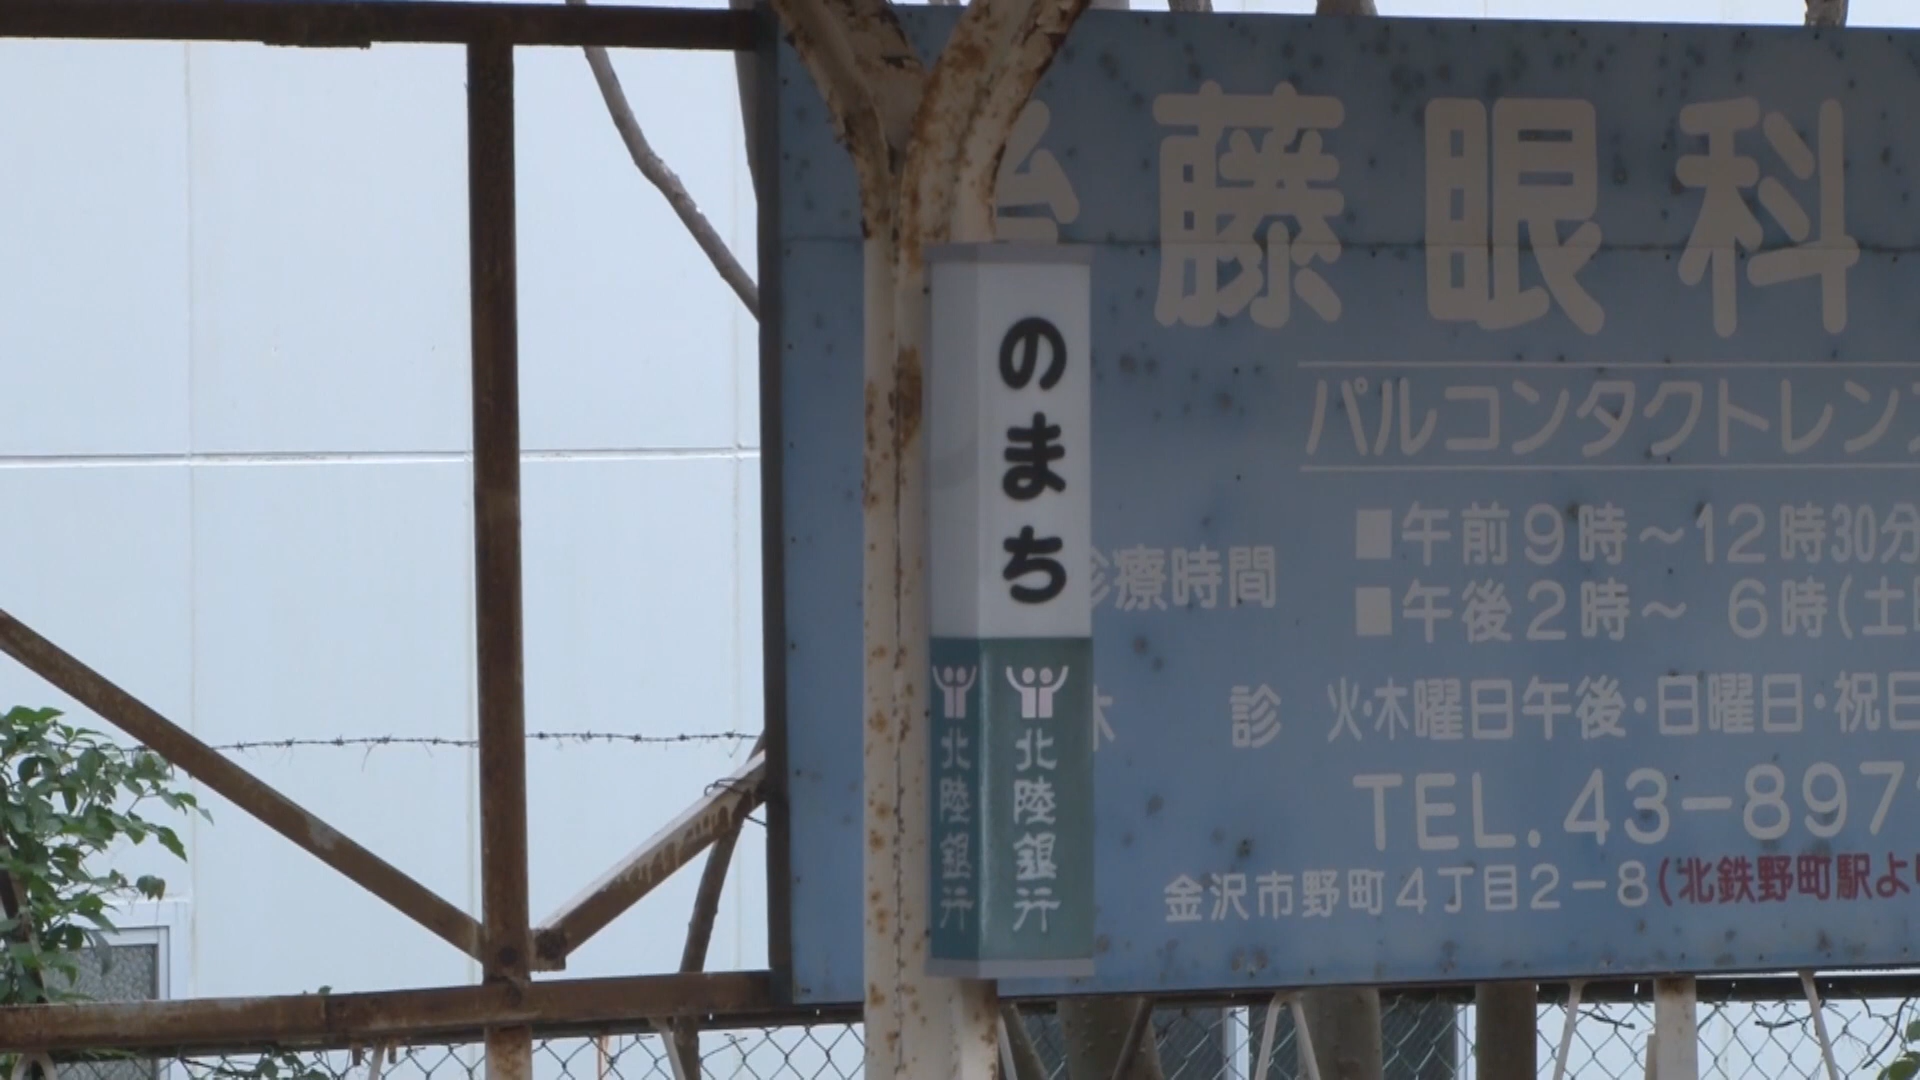 藤眼科
パルコンタクトレン
療時間
■午前9時～12時30分
■午後2時～ 6時(土
休 診 火・木曜日午後・日曜日・祝日
TEL. 43-897
金沢市野町4丁目2-8(北鉄野町駅より
のまち
北陸銀行
北陸銀行